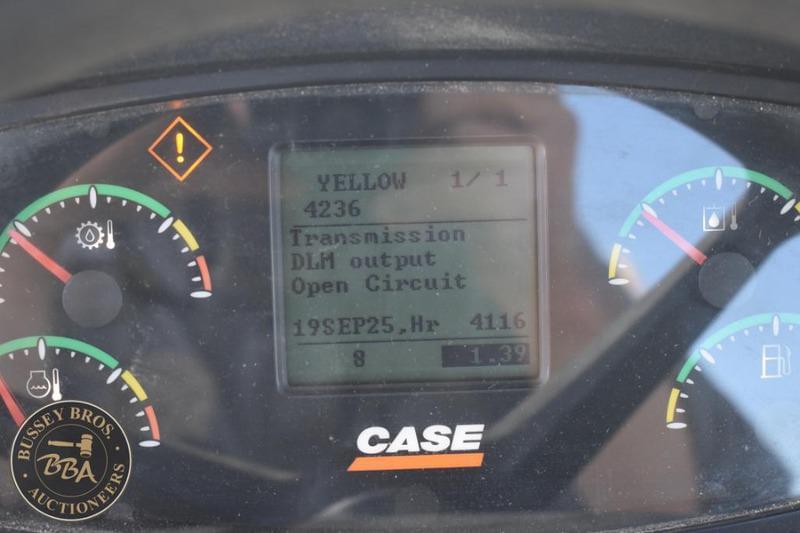 YELLOW 1/ 1
4236
Transmission
DLM output
Open Circuit
19SEP25,Hr 4116
8 1.39
CASE
BUSSEY BROS.
BBA
AUCTIONEERS